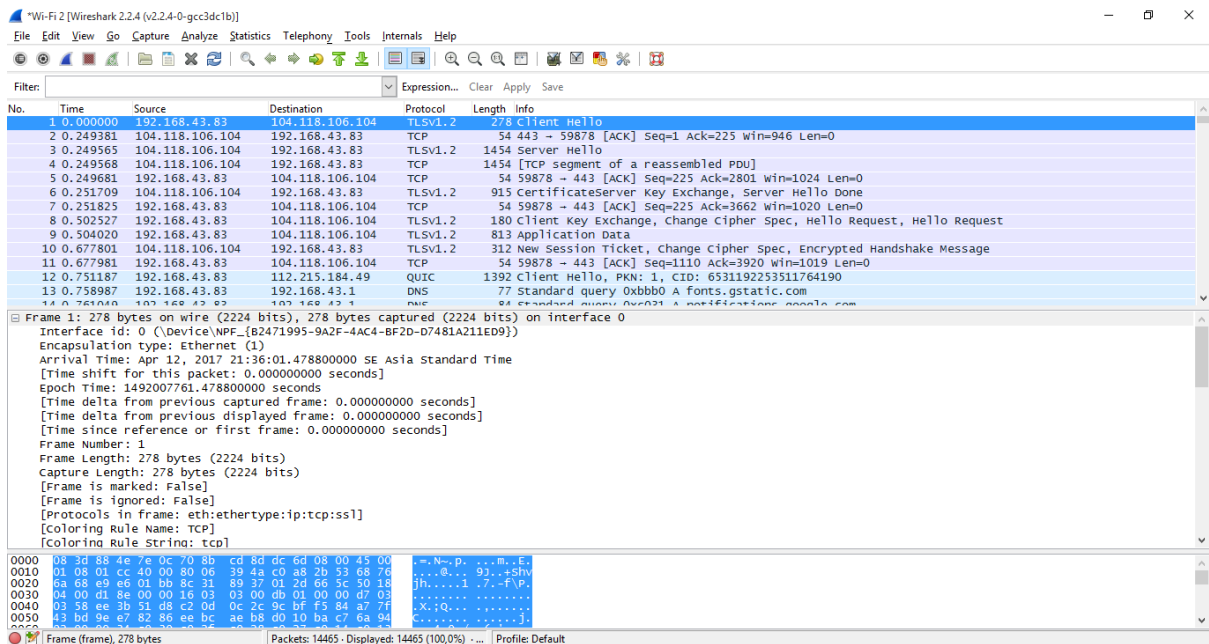 *Wi-Fi 2 [Wireshark 2.2.4 (v2.2.4-0-gcc3dc1b)]
File Edit View Go Capture Analyze Statistics Telephony Tools Internals Help
Filter: Expression... Clear Apply Save
No. Time Source Destination Protocol Length Info
1 0.000000 192.168.43.83 104.118.106.104 TLSv1.2 278 Client Hello
2 0.249381 104.118.106.104 192.168.43.83 TCP 54 443 → 59878 [ACK] Seq=1 Ack=225 Win=946 Len=0
3 0.249565 104.118.106.104 192.168.43.83 TLSv1.2 1454 Server Hello
4 0.249568 104.118.106.104 192.168.43.83 TCP 1454 [TCP segment of a reassembled PDU]
5 0.249681 192.168.43.83 104.118.106.104 TCP 54 59878 → 443 [ACK] Seq=225 Ack=2801 Win=1024 Len=0
6 0.251709 104.118.106.104 192.168.43.83 TLSv1.2 915 CertificateServer Key Exchange, Server Hello Done
7 0.251825 192.168.43.83 104.118.106.104 TCP 54 59878 → 443 [ACK] Seq=225 Ack=3662 Win=1020 Len=0
8 0.502527 192.168.43.83 104.118.106.104 TLSv1.2 180 Client Key Exchange, Change Cipher Spec, Hello Request, Hello Request
9 0.504020 192.168.43.83 104.118.106.104 TLSv1.2 813 Application Data
10 0.677801 104.118.106.104 192.168.43.83 TLSv1.2 312 New Session Ticket, Change Cipher Spec, Encrypted Handshake Message
11 0.677981 192.168.43.83 104.118.106.104 TCP 54 59878 → 443 [ACK] Seq=1110 Ack=3920 Win=1019 Len=0
12 0.751187 192.168.43.83 112.215.184.49 QUIC 1392 Client Hello, PKN: 1, CID: 6531192253511764190
13 0.758987 192.168.43.83 192.168.43.1 DNS 77 Standard query 0xbbb0 A fonts.gstatic.com
14 0.761049 192.168.43.83 192.168.43.1 DNS 84 Standard query 0xc031 A notifications.google.com
Frame 1: 278 bytes on wire (2224 bits), 278 bytes captured (2224 bits) on interface 0
Interface id: 0 (\Device\NPF_{B2471995-9A2F-4AC4-BF2D-D7481A211ED9})
Encapsulation type: Ethernet (1)
Arrival Time: Apr 12, 2017 21:36:01.478800000 SE Asia Standard Time
[Time shift for this packet: 0.000000000 seconds]
Epoch Time: 1492007761.478800000 seconds
[Time delta from previous captured frame: 0.000000000 seconds]
[Time delta from previous displayed frame: 0.000000000 seconds]
[Time since reference or first frame: 0.000000000 seconds]
Frame Number: 1
Frame Length: 278 bytes (2224 bits)
Capture Length: 278 bytes (2224 bits)
[Frame is marked: False]
[Frame is ignored: False]
[Protocols in frame: eth:ethertype:ip:tcp:ssl]
[Coloring Rule Name: TCP]
[Coloring Rule String: tcp]
0000 08 3d 88 4e 7e 0c 70 8b cd 8d dc 6d 08 00 45 00 .=.N~.p. ...m..E.
0010 01 08 01 cc 40 00 80 06 39 4a c0 a8 2b 53 68 76 ....@... 9J..+Shv
0020 6a 68 e9 e6 01 bb 8c 31 89 37 01 2d 66 5c 50 18 jh.....1 .7.-f\P.
0030 04 00 d1 8e 00 00 16 03 03 00 db 01 00 00 d7 03 ........ ........
0040 03 58 ee 3b 51 d8 c2 0d 0c 2c 9c bf f5 84 a7 7f .X.;Q... .,......
0050 43 bd 9e e7 82 86 ee bc ae b8 d0 10 ba c7 6a 94 C....... ......j.
Frame (frame), 278 bytes Packets: 14465 · Displayed: 14465 (100,0%) · ... Profile: Default